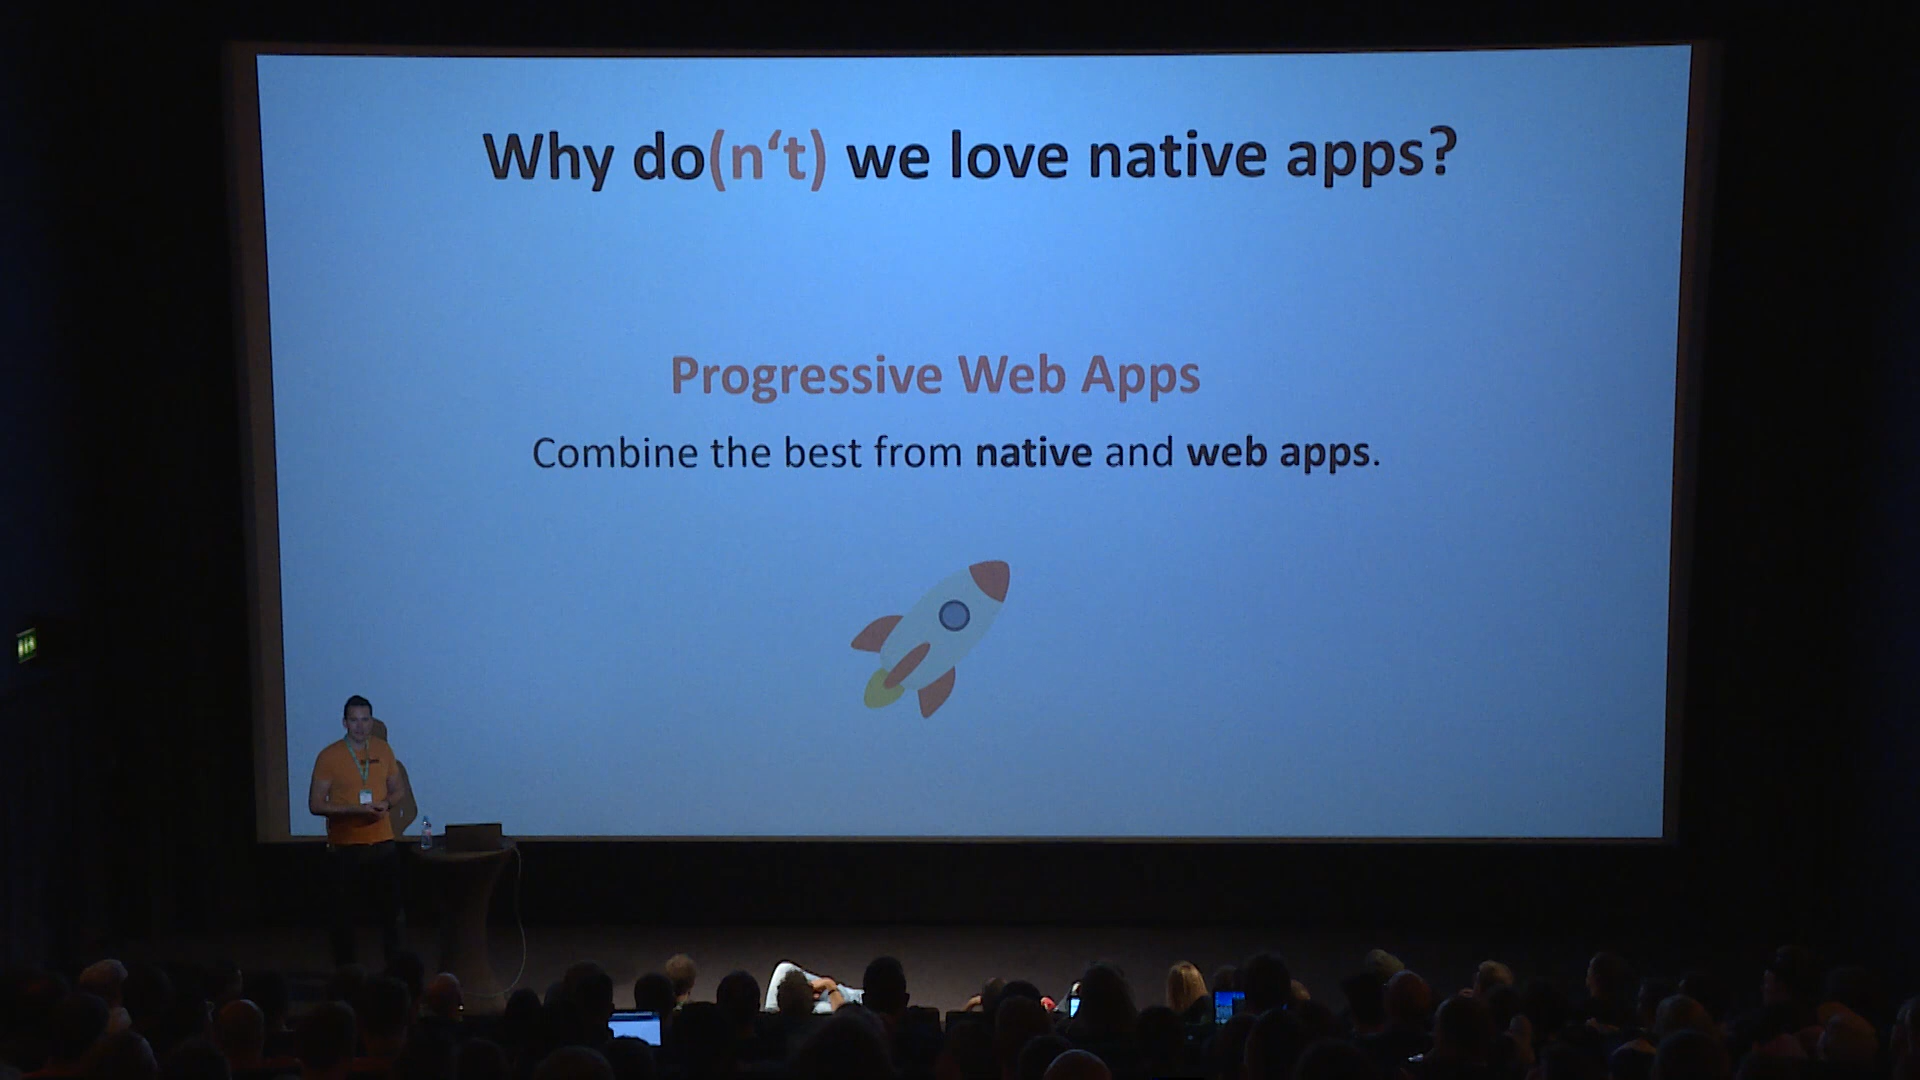 Why do(n‘t) we love native apps?
Progressive Web Apps
Combine the best from native and web apps.